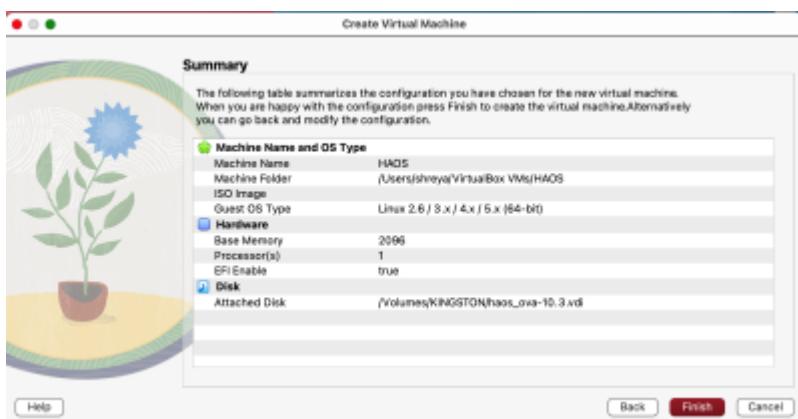 Create Virtual Machine
Summary
The following table summarizes the configuration you have chosen for the new virtual machine.
When you are happy with the configuration press Finish to create the virtual machine.Alternatively
you can go back and modify the configuration.
Machine Name and OS Type
Machine Name HAOS
Machine Folder /Users/shreya/VirtualBox VMs/HAOS
ISO Image
Guest OS Type Linux 2.6 / 3.x / 4.x / 5.x (64-bit)
Hardware
Base Memory 2096
Processor(s) 1
EFI Enable true
Disk
Attached Disk /Volumes/KINGSTON/haos_ova-10.3.vdi
Help Back Finish Cancel